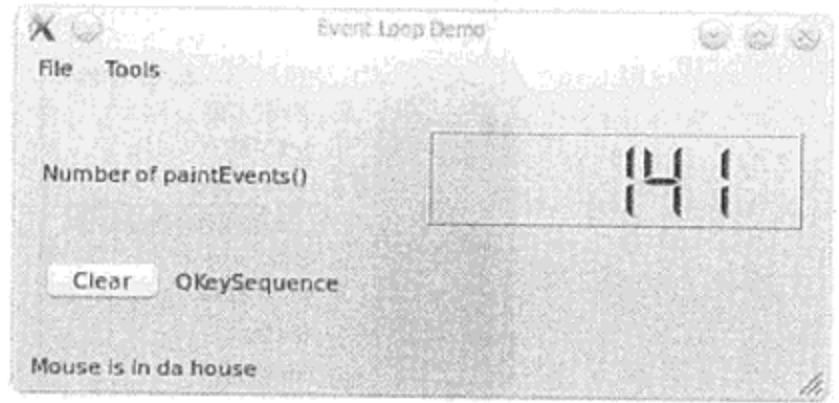 Event Loop Demo
File Tools
Number of paintEvents() 141
Clear QKeySequence
Mouse is in da house